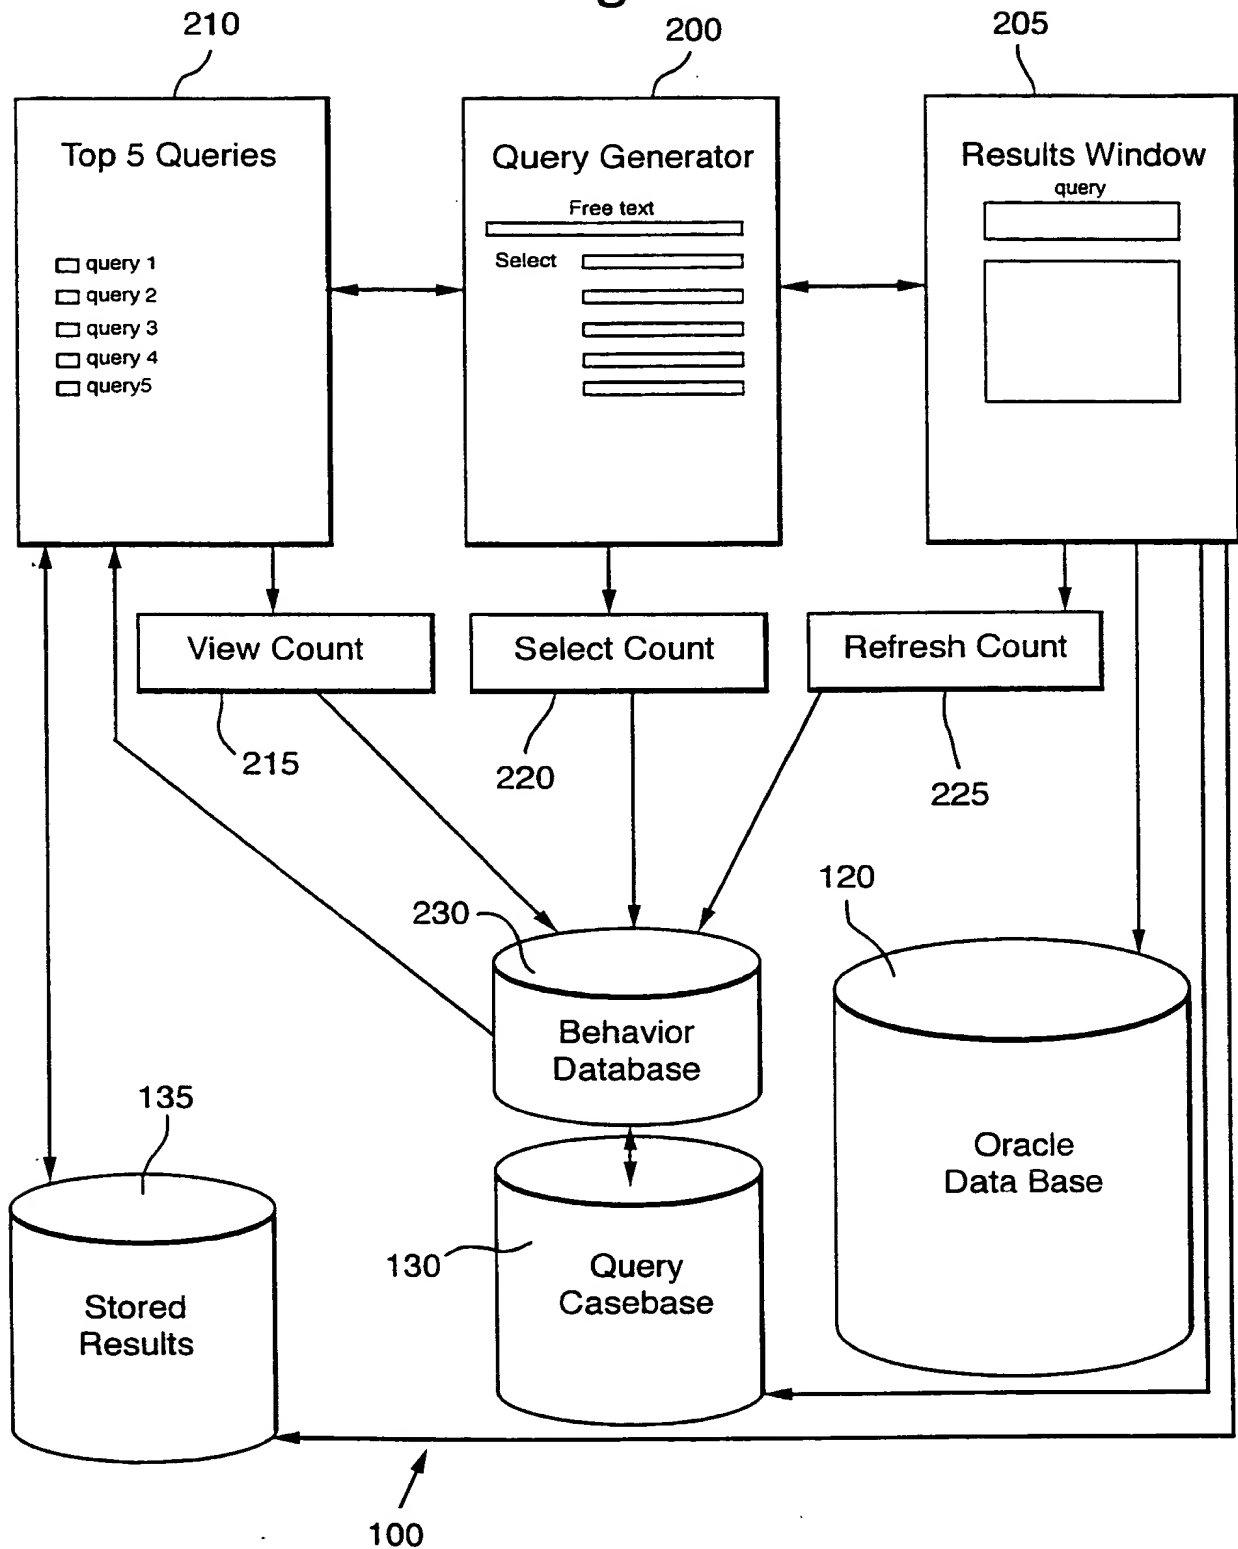 210
200
205
Top 5 Queries
query 1
query 2
query 3
query 4
query5
Query Generator
Free text
Select
Results Window
query
View Count
Select Count
Refresh Count
215
220
225
230
120
Behavior
Database
135
Oracle
Data Base
130
Query
Casebase
Stored
Results
100